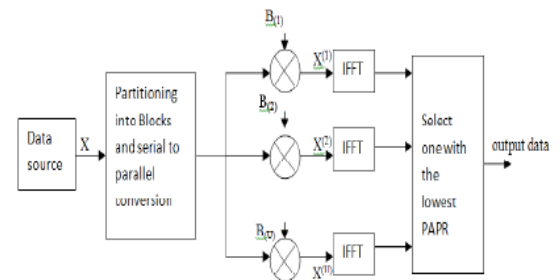 Data
source
X
Partitioning
into Blocks
and serial to
parallel
conversion
B(1)
X(1)
IFFT
B(2)
X(2)
IFFT
B(U)
X(U)
IFFT
Select
one with
the
lowest
PAPR
output data